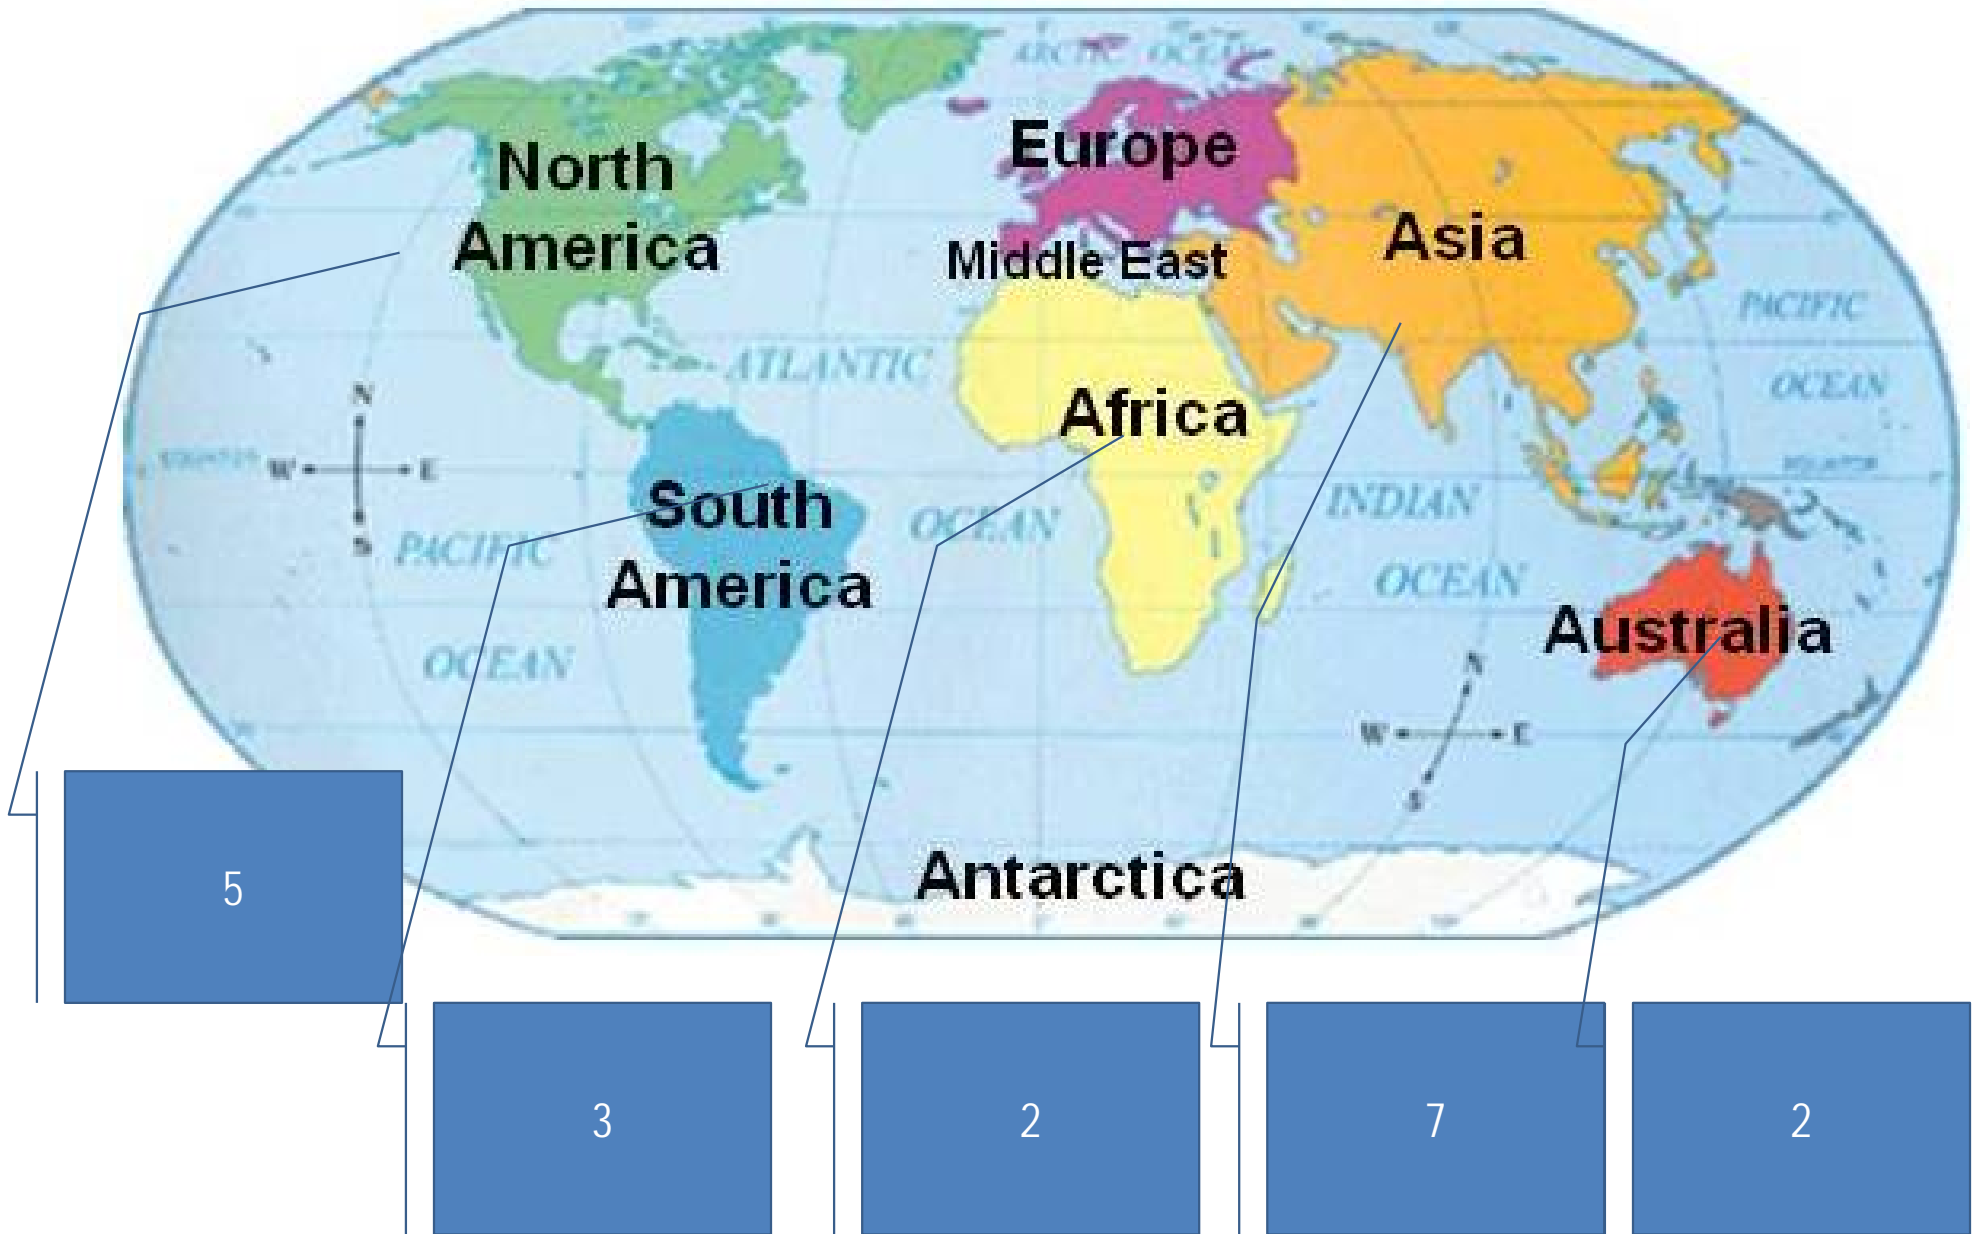 ARCTIC OCEAN
North
America
Europe
Middle East
Asia
PACIFIC
OCEAN
ATLANTIC
OCEAN
Africa
N
W E
S
EQUATOR
South
America
PACIFIC
OCEAN
INDIAN
OCEAN
Australia
N
W E
S
Antarctica
5
3
2
7
2